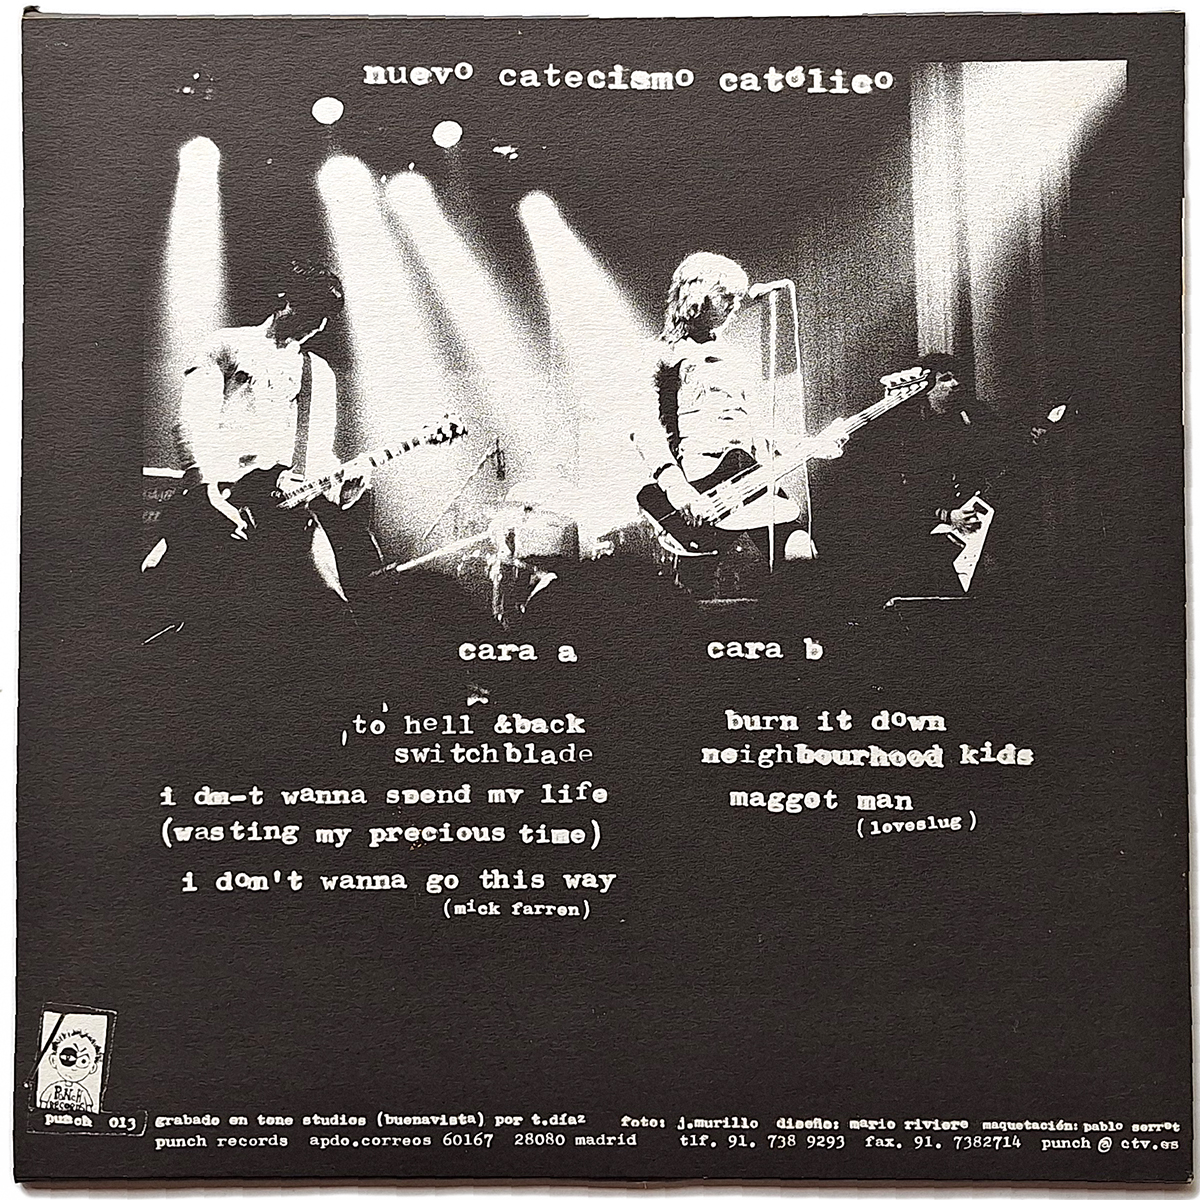 nuevo catecismo católico
cara a
to hell &back
switchblade
i don-t wanna spend my life
(wasting my precious time)
i don't wanna go this way
(mick farren)
cara b
burn it down
neighbourhood kids
maggot man
(loveslug)
PUNCH
RECORDS
punch 013
grabado en tone studios (buenavista) por t.díaz foto: j.murillo diseño: mario riviere maquetación: pablo serret
punch records apdo.correos 60167 28080 madrid tlf. 91. 738 9293 fax. 91. 7382714 punch @ ctv.es